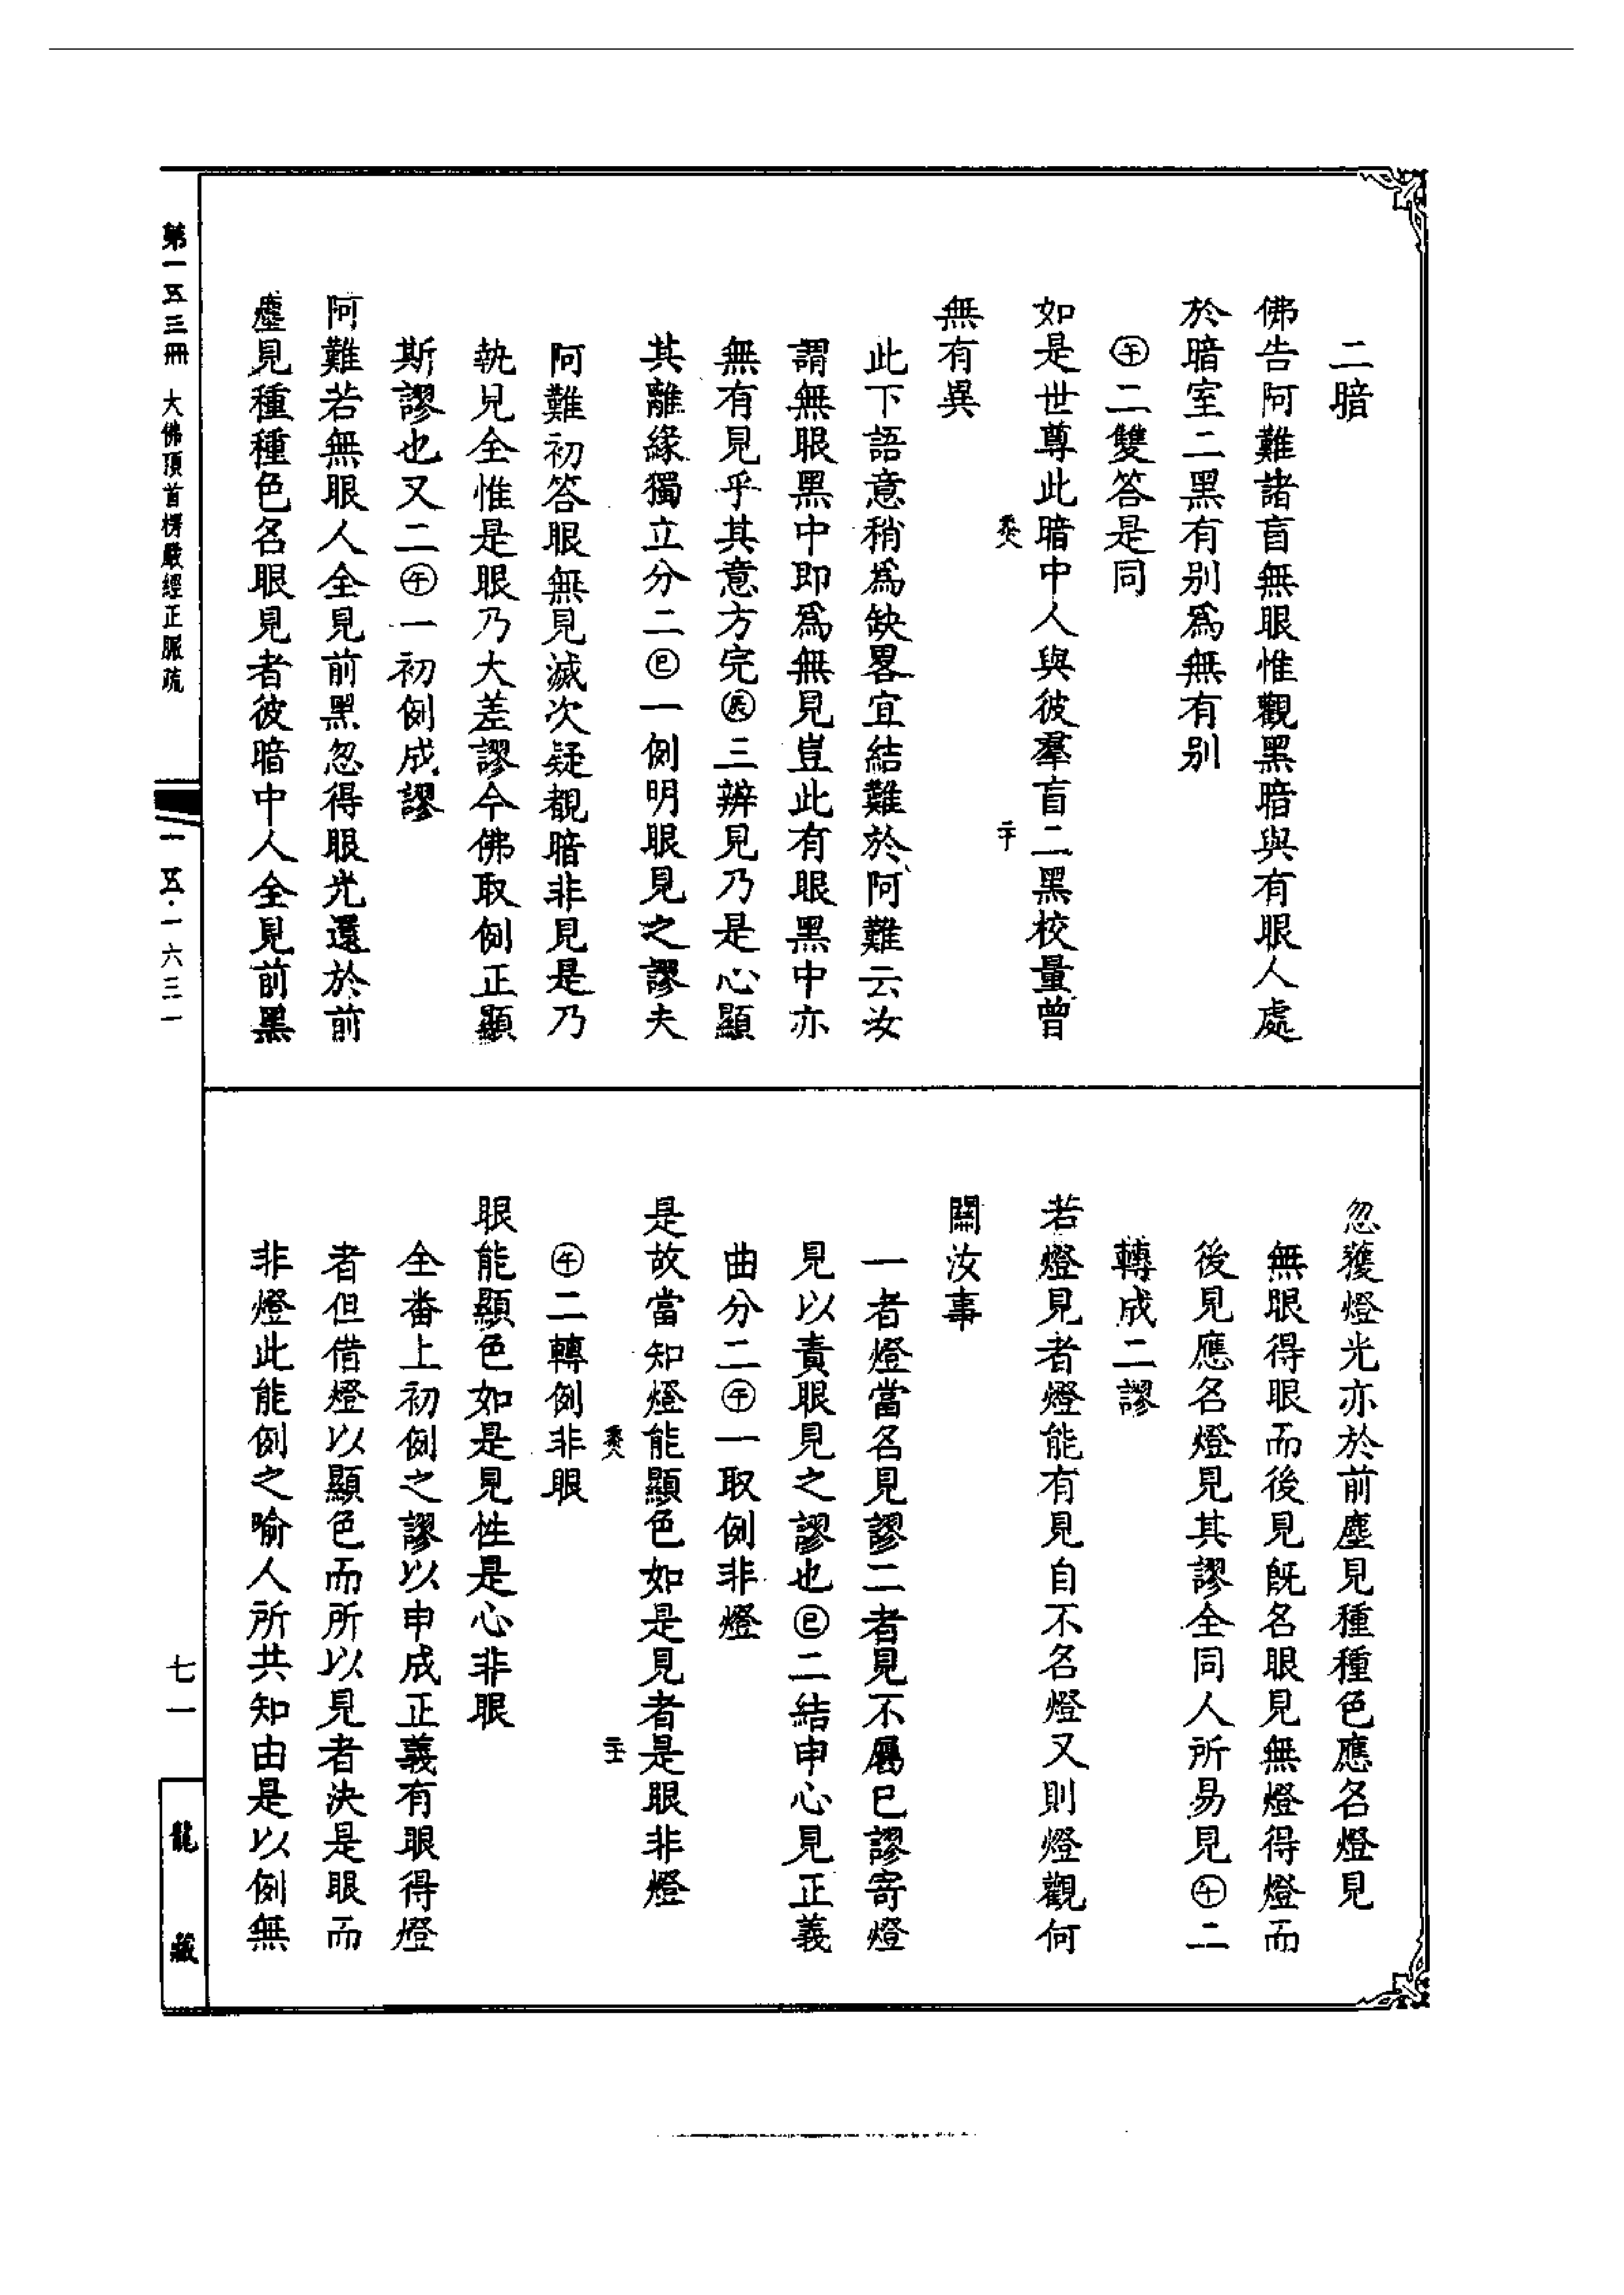 二暗
佛告阿難諸盲無眼惟觀黑暗與有眼人處
於暗室二黑有別爲無有別
㊍二雙答是同
如是世尊此暗中人與彼羣盲二黑校量曾
無有異
此下語意稍爲缺畧宜結難於阿難云汝
謂無眼黑中即爲無見豈此有眼黑中亦
無有見乎其意方完辰三辨見乃是心顯
其離緣獨立分二巳一例明眼見之謬夫
阿難初答眼無見滅次疑覩暗非見是乃
執見全惟是眼乃大差謬今佛取例正顯
斯謬也又二午一初例成謬
阿難若無眼人全見前黑忽得眼光還於前
塵見種種色名眼見者彼暗中人全見前黑
忽獲燈光亦於前塵見種種色應名燈見
無眼得眼而後見旣名眼見無燈得燈而
後見應名燈見其謬全同人所易見午二
轉成二謬
若燈見者燈能有見自不名燈又則燈觀何
關汝事
一者燈當名見謬二者見不屬已謬寄燈
見以責眼見之謬也巳二結申心見正義
曲分二午一取例非燈
是故當知燈能顯色如是見者是眼非燈
午二轉例非眼
眼能顯色如是見性是心非眼
全番上初例之謬以申成正義有眼得燈
者但借燈以顯色而所以見者決是眼而
非燈此能例之喻人所共知由是以例無
第一五三冊 大佛頂首楞嚴經正脈疏
一五·一六三一
七一
龍藏